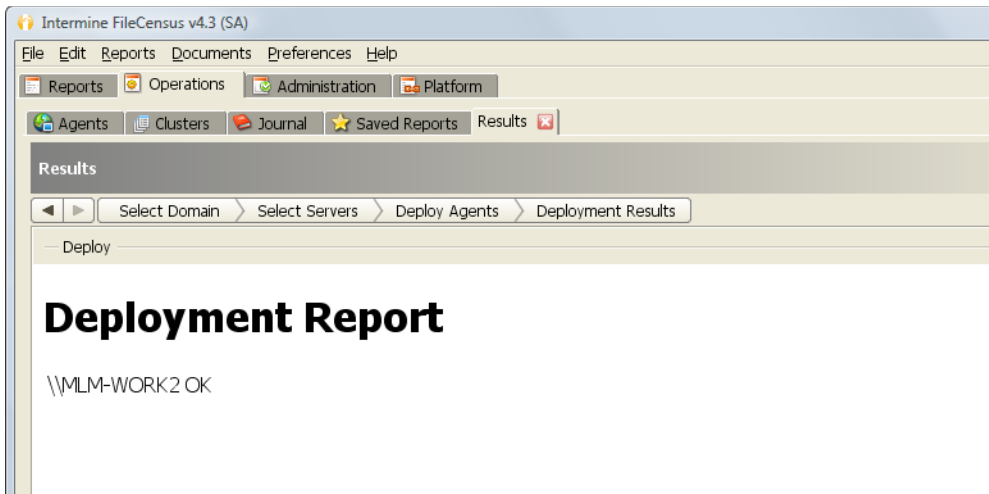 Intermine FileCensus v4.3 (SA)
File Edit Reports Documents Preferences Help
Reports Operations Administration Platform
Agents Clusters Journal Saved Reports Results
Results
Select Domain Select Servers Deploy Agents Deployment Results
Deploy
Deployment Report
\\MLM-WORK2 OK